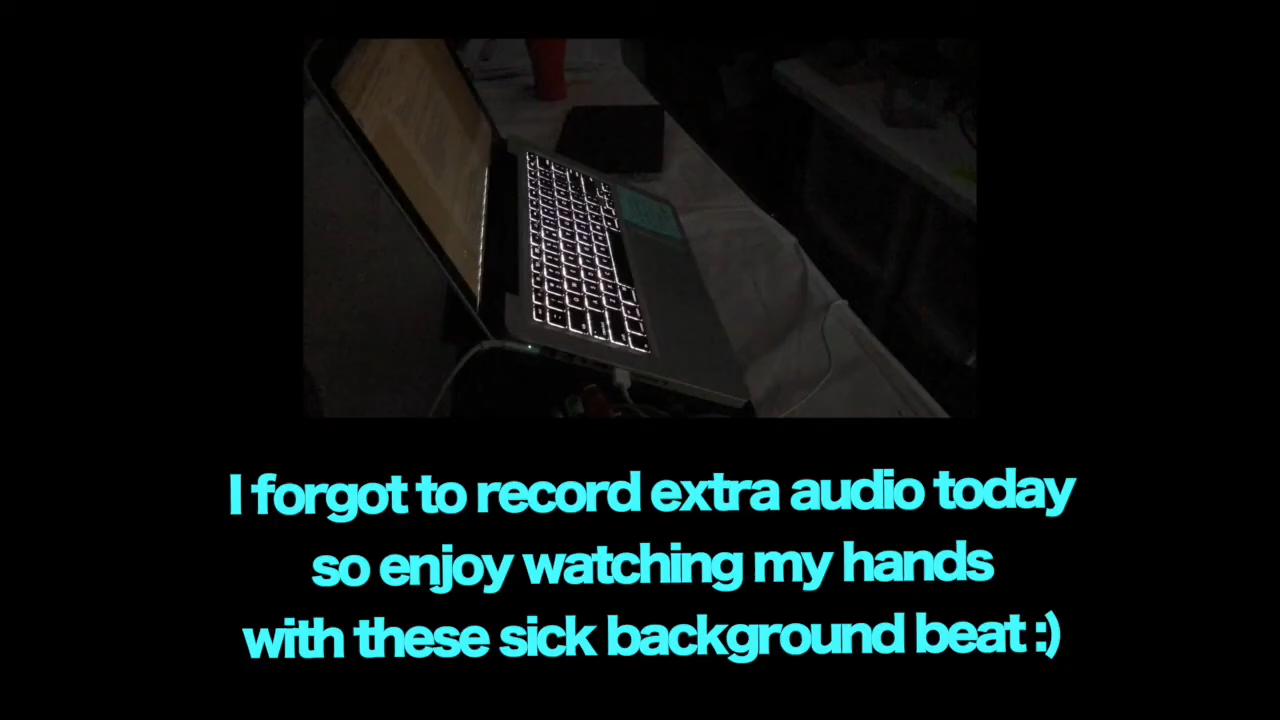 I forgot to record extra audio today
so enjoy watching my hands
with these sick background beat :)